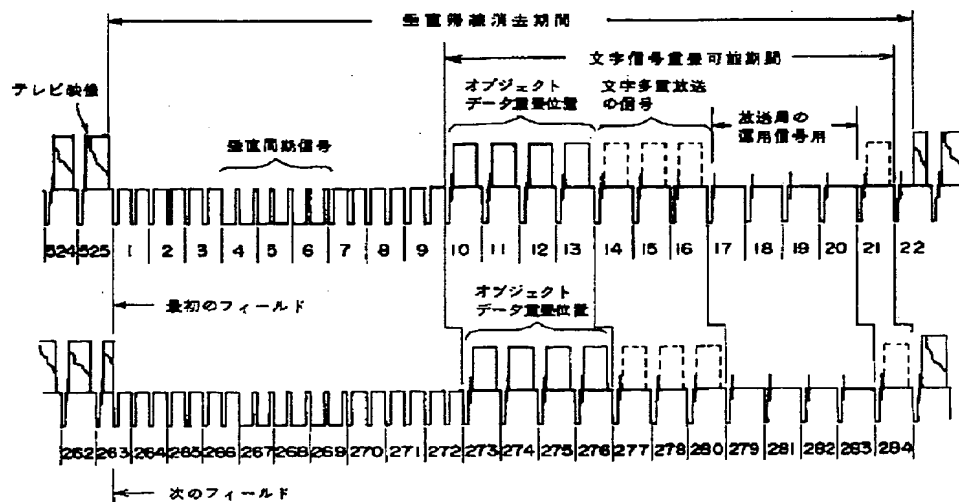 垂直帰線消去期間
文字信号重畳可能期間
テレビ映像
オブジェクト
データ重畳位置
文字多重放送
の信号
放送局の
運用信号用
垂直同期信号
524 525 1 2 3 4 5 6 7 8 9 10 11 12 13 14 15 16 17 18 19 20 21 22
最初のフィールド
オブジェクト
データ重畳位置
262 263 264 265 266 267 268 269 270 271 272 273 274 275 276 277 278 280 279 281 282 283 284
次のフィールド